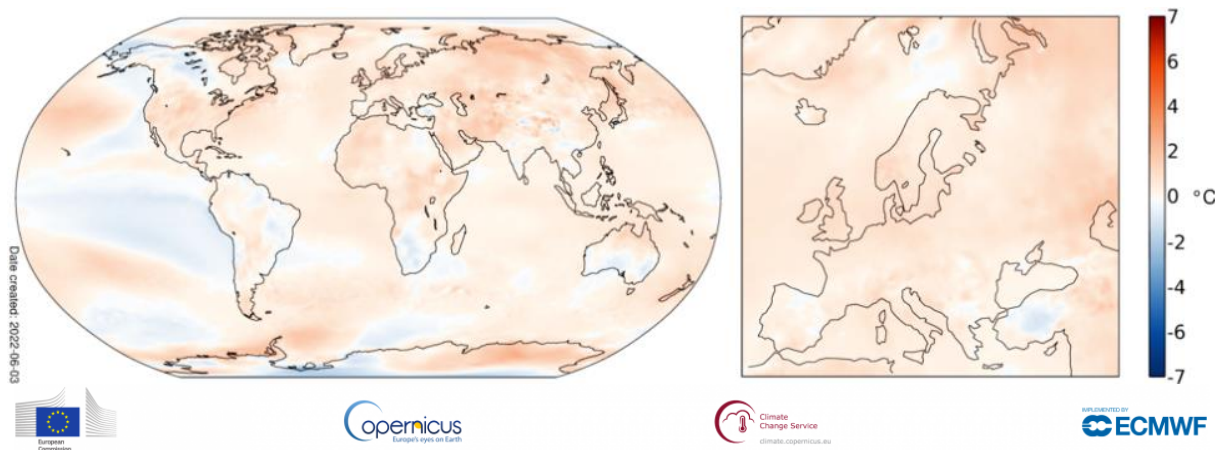 7
6
4
2
0
-2
-4
-6
-7
°C
Date created: 2022-06-03
European
Commission
Copernicus
Europe's eyes on Earth
Climate
Change Service
climate.copernicus.eu
IMPLEMENTED BY
ECMWF